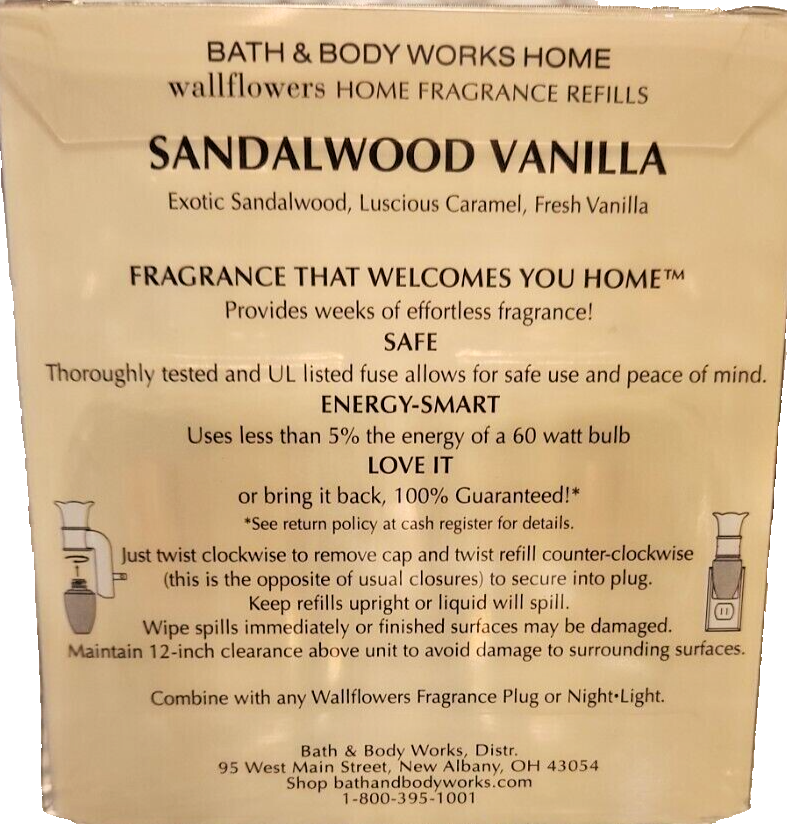 BATH & BODY WORKS HOME
wallflowers HOME FRAGRANCE REFILLS
SANDALWOOD VANILLA
Exotic Sandalwood, Luscious Caramel, Fresh Vanilla
FRAGRANCE THAT WELCOMES YOU HOME™
Provides weeks of effortless fragrance!
SAFE
Thoroughly tested and UL listed fuse allows for safe use and peace of mind.
ENERGY-SMART
Uses less than 5% the energy of a 60 watt bulb
LOVE IT
or bring it back, 100% Guaranteed!*
*See return policy at cash register for details.
Just twist clockwise to remove cap and twist refill counter-clockwise
(this is the opposite of usual closures) to secure into plug.
Keep refills upright or liquid will spill.
Wipe spills immediately or finished surfaces may be damaged.
Maintain 12-inch clearance above unit to avoid damage to surrounding surfaces.
Combine with any Wallflowers Fragrance Plug or Night•Light.
Bath & Body Works, Distr.
95 West Main Street, New Albany, OH 43054
Shop bathandbodyworks.com
1-800-395-1001